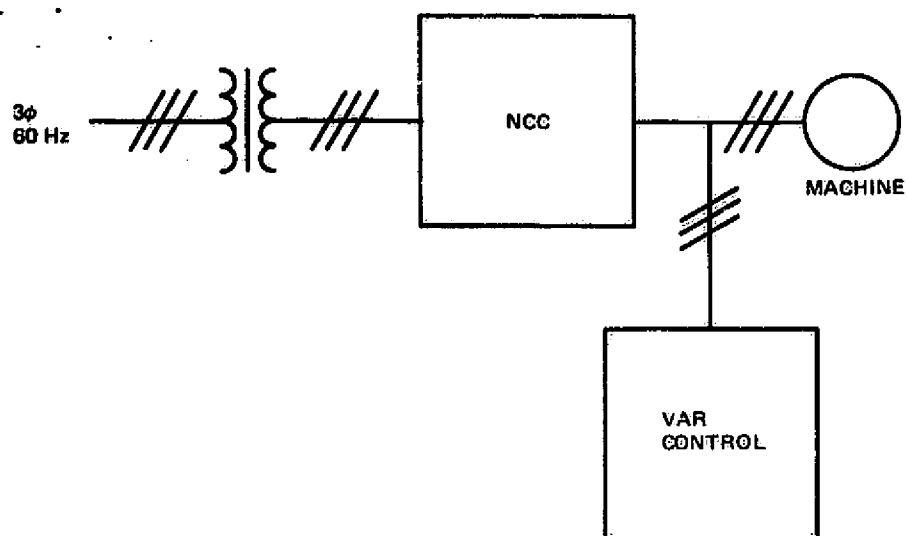 3ϕ
60 Hz
NCC
MACHINE
VAR
CONTROL